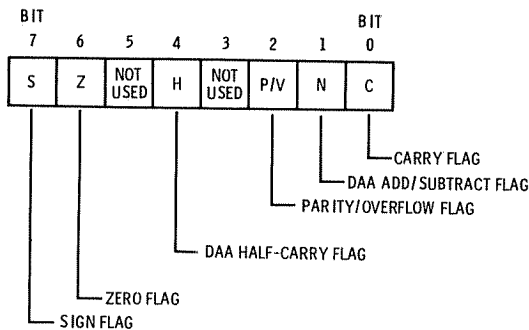 BIT BIT
7 6 5 4 3 2 1 0
S Z NOT USED H NOT USED P/V N C
CARRY FLAG
DAA ADD/SUBTRACT FLAG
PARITY/OVERFLOW FLAG
DAA HALF-CARRY FLAG
ZERO FLAG
SIGN FLAG